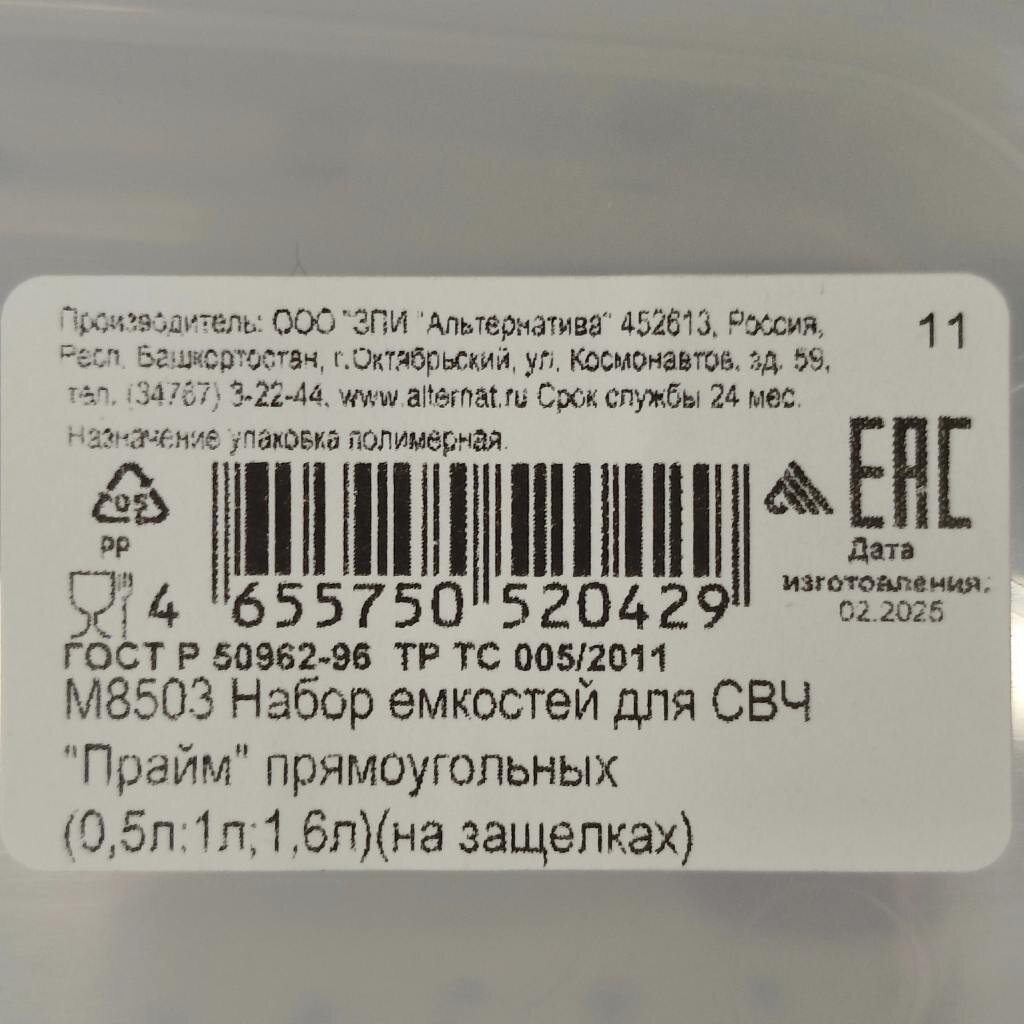 Производитель: ООО "ЗПИ "Альтернатива" 452613, Россия,
11
Респ. Башкортостан, г.Октябрьский, ул. Космонавтов, зд. 59,
тел. (34767) 3-22-44, www.alternat.ru Срок службы 24 мес.
Назначение упаковка полимерная.
EAC
05
PP
Дата
изготовления:
02.2025
4 655750 520429
ГОСТ Р 50962-96 ТР ТС 005/2011
М8503 Набор емкостей для СВЧ
"Прайм" прямоугольных
(0,5л;1л;1,6л)(на защелках)